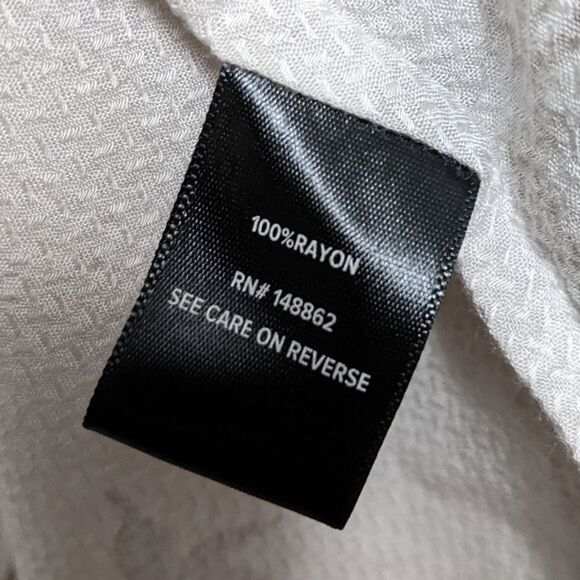 100%RAYON
RN# 148862
SEE CARE ON REVERSE